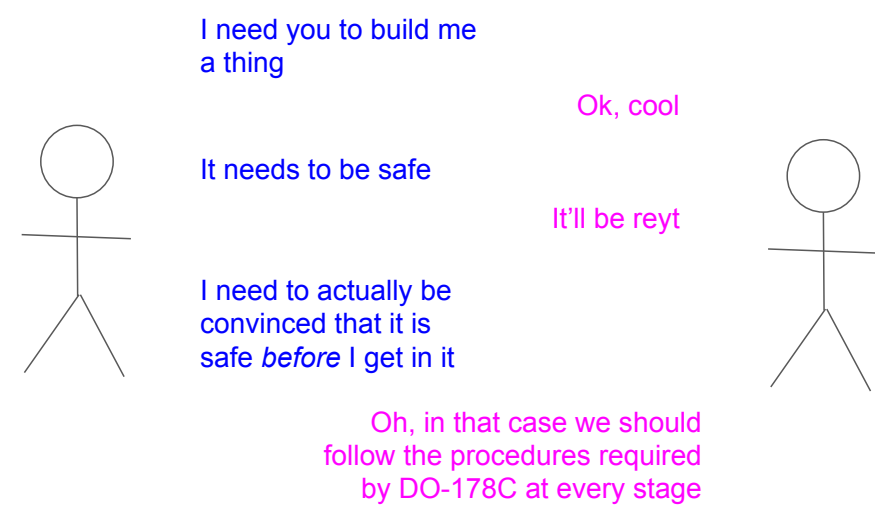 I need you to build me
a thing
Ok, cool
It needs to be safe
It’ll be reyt
I need to actually be
convinced that it is
safe before I get in it
Oh, in that case we should
follow the procedures required
by DO-178C at every stage